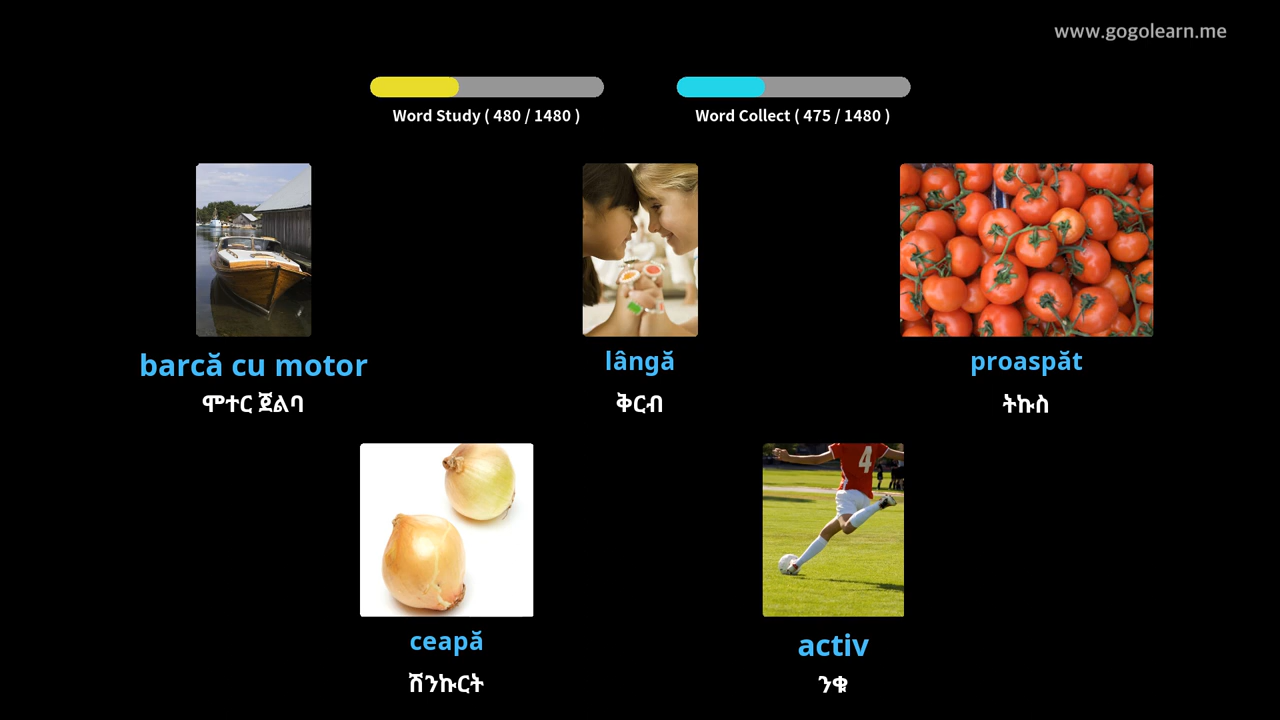 www.gogolearn.me
Word Study ( 480 / 1480 )
Word Collect ( 475 / 1480 )
barcă cu motor
ሞተር ጀልባ
lângă
ቅርብ
proaspăt
ትኩስ
ceapă
ሽንኩርት
activ
ንቁ
4